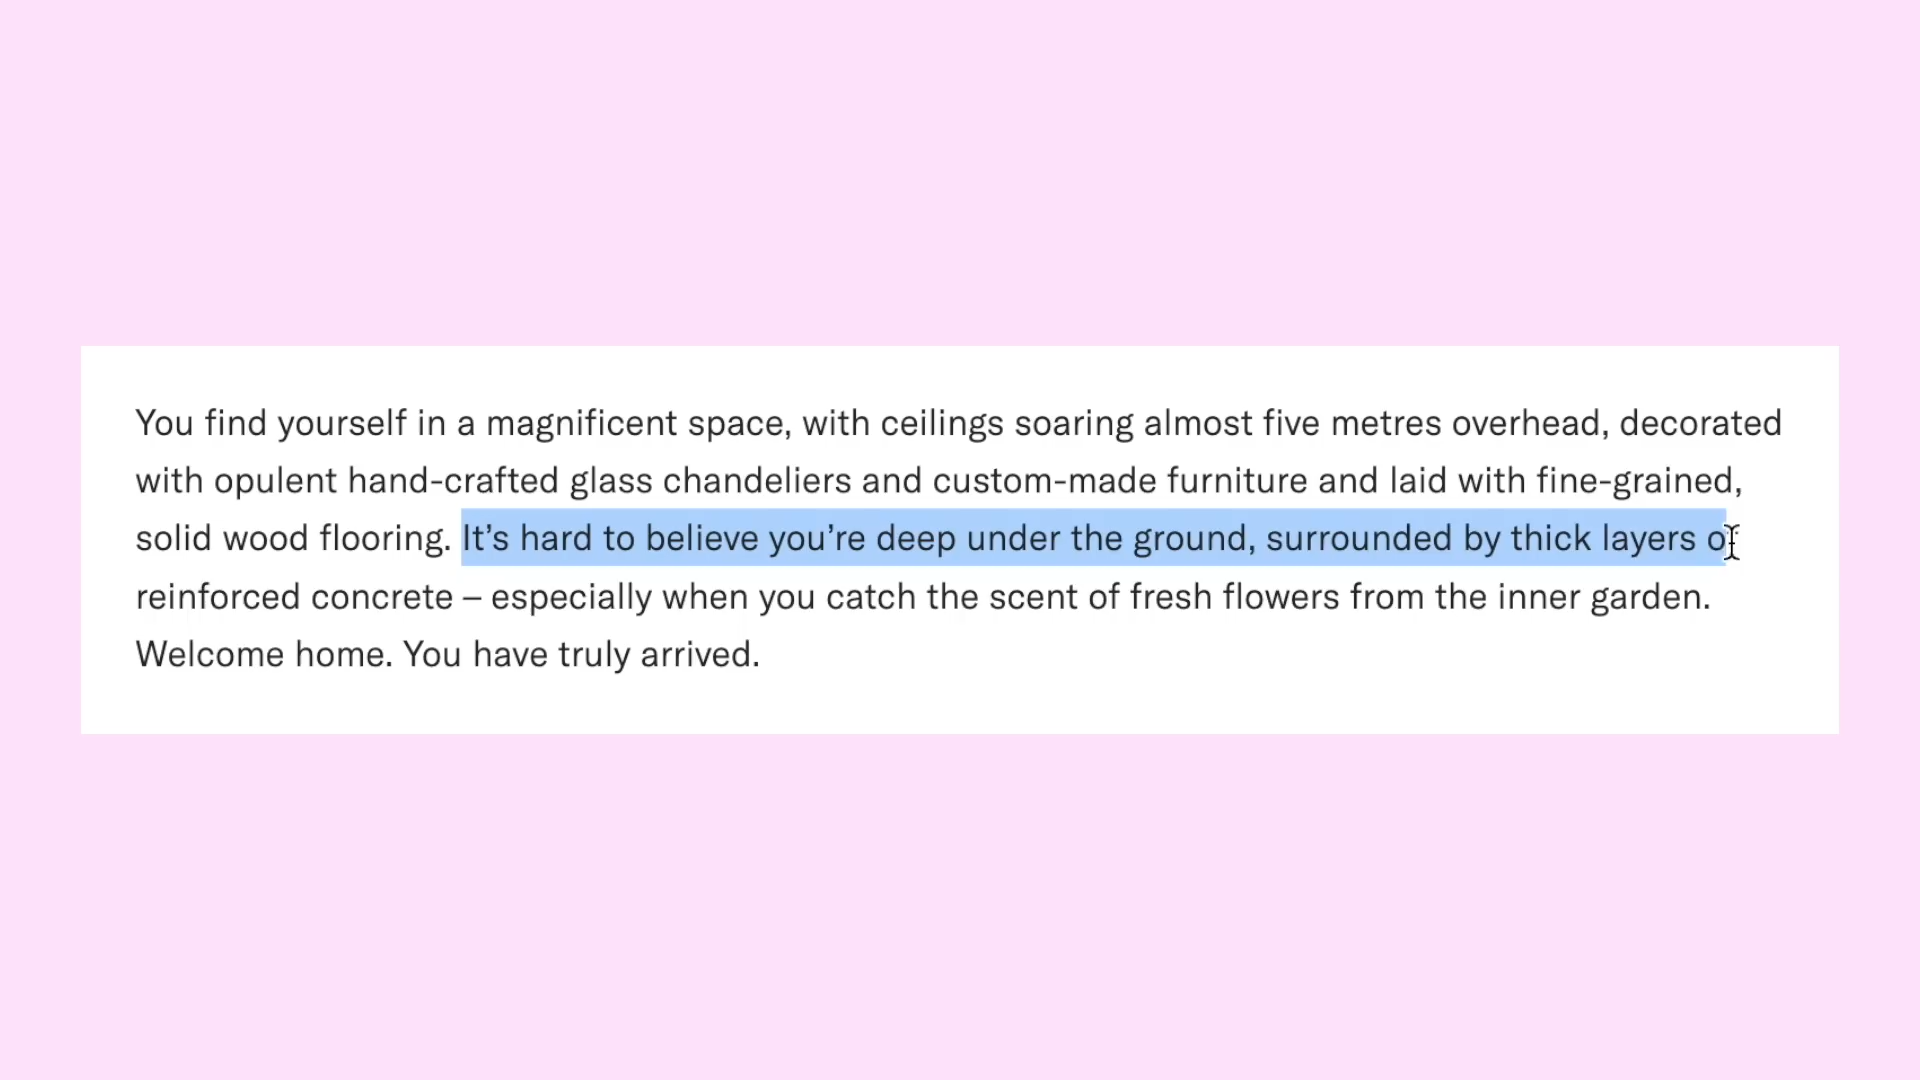 You find yourself in a magnificent space, with ceilings soaring almost five metres overhead, decorated
with opulent hand-crafted glass chandeliers and custom-made furniture and laid with fine-grained,
solid wood flooring. It’s hard to believe you’re deep under the ground, surrounded by thick layers of
reinforced concrete – especially when you catch the scent of fresh flowers from the inner garden.
Welcome home. You have truly arrived.